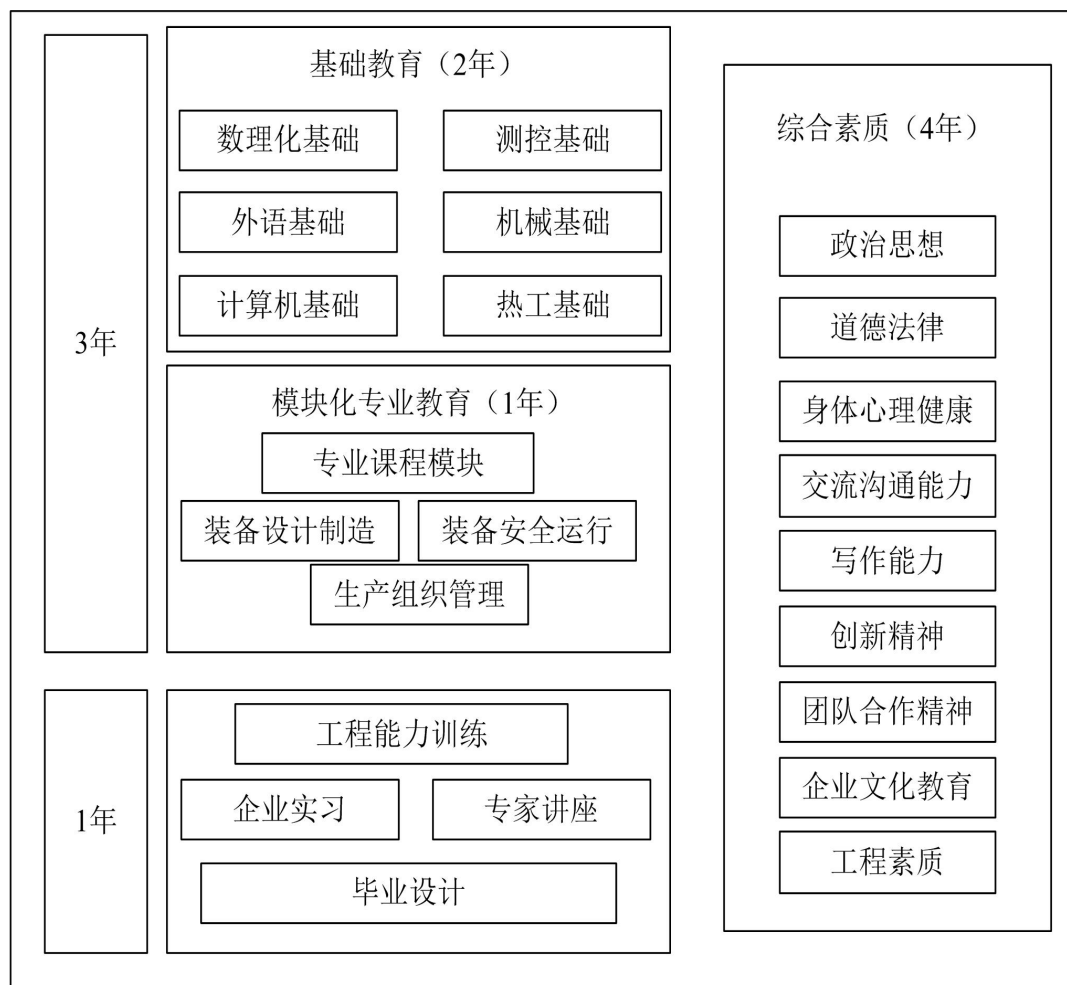 3年
基础教育（2年）
数理化基础
测控基础
外语基础
机械基础
计算机基础
热工基础
模块化专业教育（1年）
专业课程模块
装备设计制造
装备安全运行
生产组织管理
1年
工程能力训练
企业实习
专家讲座
毕业设计
综合素质（4年）
政治思想
道德法律
身体心理健康
交流沟通能力
写作能力
创新精神
团队合作精神
企业文化教育
工程素质